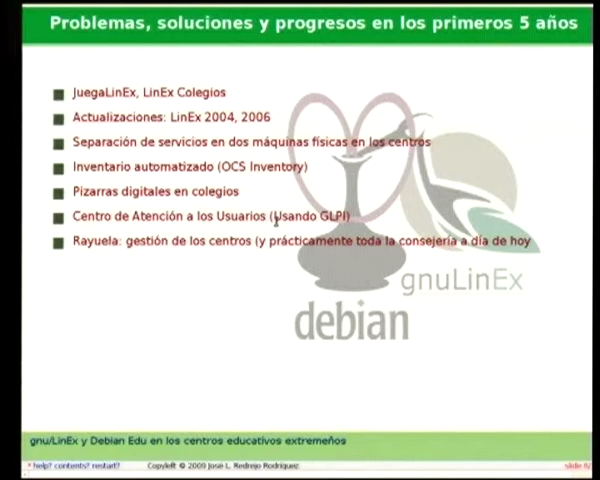 Problemas, soluciones y progresos en los primeros 5 años
JuegaLinEx, LinEx Colegios
Actualizaciones: LinEx 2004, 2006
Separación de servicios en dos máquinas físicas en los centros
Inventario automatizado (OCS Inventory)
Pizarras digitales en colegios
Centro de Atención a los Usuarios (Usando GLPI)
Rayuela: gestión de los centros (y prácticamente toda la consejería a día de hoy
gnuLinEx
debian
gnu/LinEx y Debian Edu en los centros educativos extremeños
* help? contents? restart? Copyleft © 2009 José L. Redrejo Rodríguez slide 8/